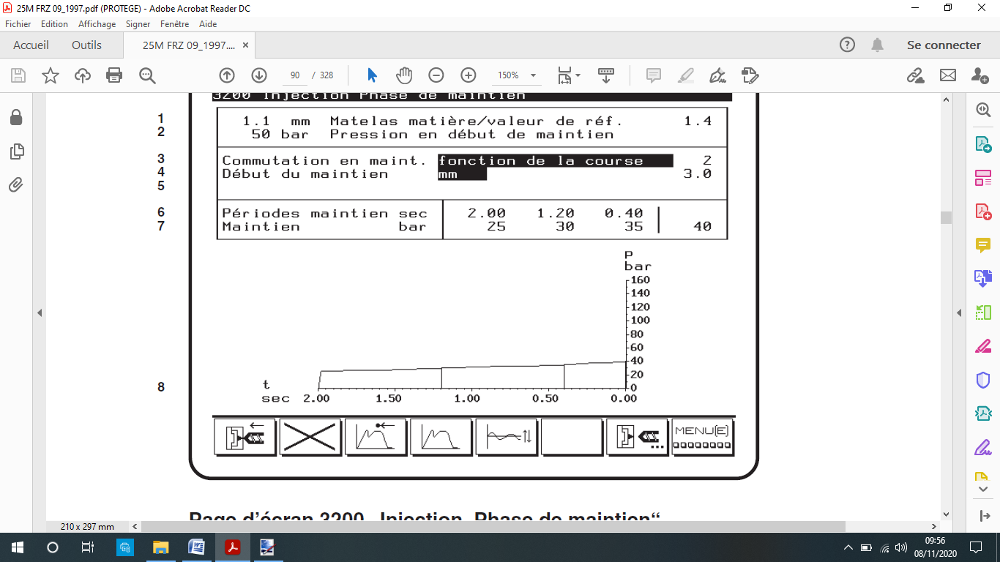 25M FRZ 09_1997.pdf (PROTEGE) - Adobe Acrobat Reader DC
Fichier Edition Affichage Signer Fenêtre Aide
Accueil Outils 25M FRZ 09_1997.... × Se connecter
90 / 328 150%
3200 Injection Phase de maintien
1 1.1 mm Matelas matière/valeur de réf. 1.4
2 50 bar Pression en début de maintien
3 Commutation en maint. fonction de la course 2
4 Début du maintien mm 3.0
5
6 Périodes maintien sec 2.00 1.20 0.40
7 Maintien bar 25 30 35 40
P
bar
160
140
120
100
80
60
40
20
0
8 t
sec 2.00 1.50 1.00 0.50 0.00
MENU(E)
Page d'écran 3200 „Injection Phase de maintien“
210 x 297 mm
09:56
08/11/2020